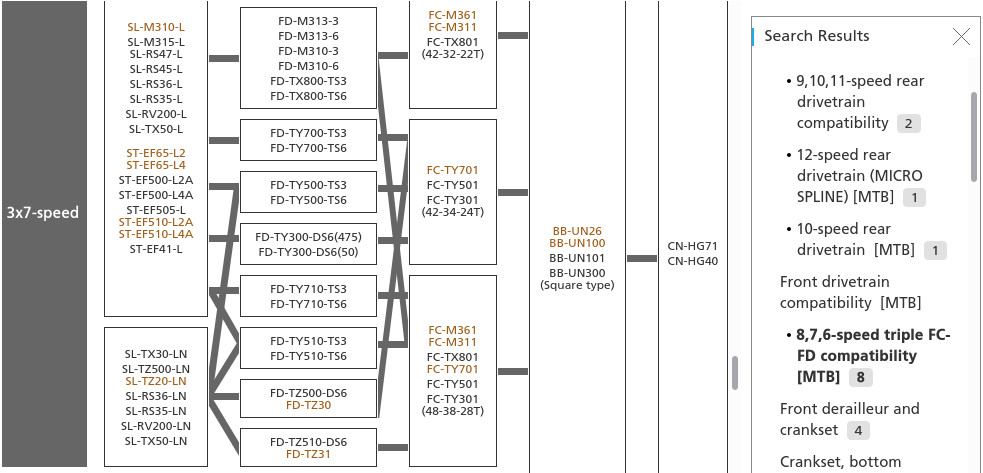 3x7-speed
SL-M310-L
SL-M315-L
SL-RS47-L
SL-RS45-L
SL-RS36-L
SL-RS35-L
SL-RV200-L
SL-TX50-L
ST-EF65-L2
ST-EF65-L4
ST-EF500-L2A
ST-EF500-L4A
ST-EF505-L
ST-EF510-L2A
ST-EF510-L4A
ST-EF41-L
SL-TX30-LN
SL-TZ500-LN
SL-TZ20-LN
SL-RS36-LN
SL-RS35-LN
SL-RV200-LN
SL-TX50-LN
FD-M313-3
FD-M313-6
FD-M310-3
FD-M310-6
FD-TX800-TS3
FD-TX800-TS6
FD-TY700-TS3
FD-TY700-TS6
FD-TY500-TS3
FD-TY500-TS6
FD-TY300-DS6(475)
FD-TY300-DS6(50)
FD-TY710-TS3
FD-TY710-TS6
FD-TY510-TS3
FD-TY510-TS6
FD-TZ500-DS6
FD-TZ30
FD-TZ510-DS6
FD-TZ31
FC-M361
FC-M311
FC-TX801
(42-32-22T)
FC-TY701
FC-TY501
FC-TY301
(42-34-24T)
FC-M361
FC-M311
FC-TX801
FC-TY701
FC-TY501
FC-TY301
(48-38-28T)
BB-UN26
BB-UN100
BB-UN101
BB-UN300
(Square type)
CN-HG71
CN-HG40
Search Results
• 9,10,11-speed rear
drivetrain
compatibility 2
• 12-speed rear
drivetrain (MICRO
SPLINE) [MTB] 1
• 10-speed rear
drivetrain [MTB] 1
Front drivetrain
compatibility [MTB]
• 8,7,6-speed triple FC-
FD compatibility
[MTB] 8
Front derailleur and
crankset 4
Crankset, bottom